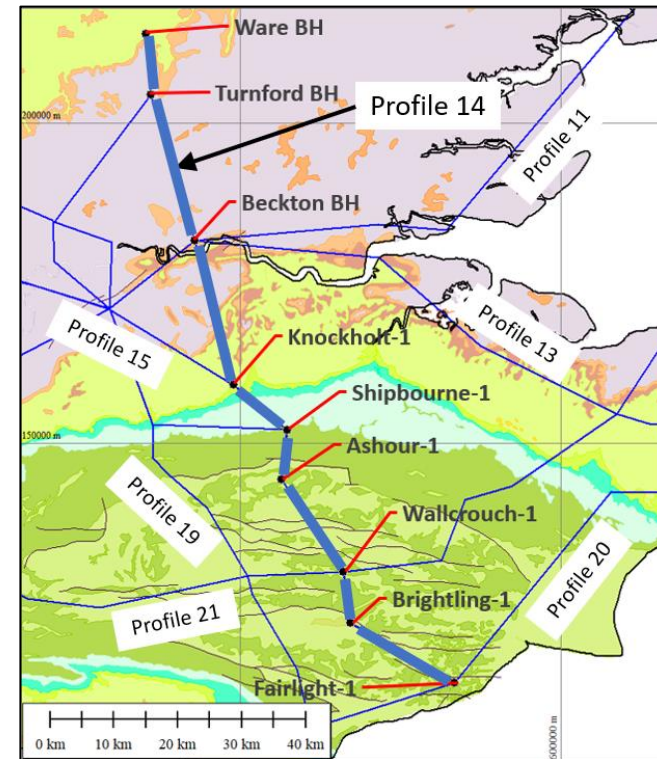 Ware BH
Turnford BH
Profile 14
200000 m
Profile 11
Beckton BH
Profile 15
Knockholt-1
Profile 13
Shipbourne-1
150000 m
Ashour-1
Profile 19
Wallcrouch-1
Profile 20
Profile 21
Brightling-1
Fairlight-1
500000 m
0 km 10 km 20 km 30 km 40 km